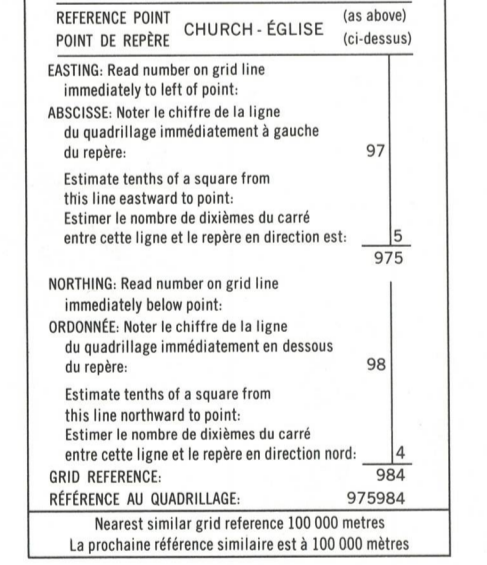 REFERENCE POINT CHURCH - ÉGLISE (as above)
POINT DE REPÈRE (ci-dessus)
EASTING: Read number on grid line
immediately to left of point:
ABSCISSE: Noter le chiffre de la ligne
du quadrillage immédiatement à gauche
du repère: 97
Estimate tenths of a square from
this line eastward to point:
Estimer le nombre de dixièmes du carré
entre cette ligne et le repère en direction est: 5
975
NORTHING: Read number on grid line
immediately below point:
ORDONNÉE: Noter le chiffre de la ligne
du quadrillage immédiatement en dessous
du repère: 98
Estimate tenths of a square from
this line northward to point:
Estimer le nombre de dixièmes du carré
entre cette ligne et le repère en direction nord: 4
GRID REFERENCE: 984
RÉFÉRENCE AU QUADRILLAGE: 975984
Nearest similar grid reference 100 000 metres
La prochaine référence similaire est à 100 000 mètres